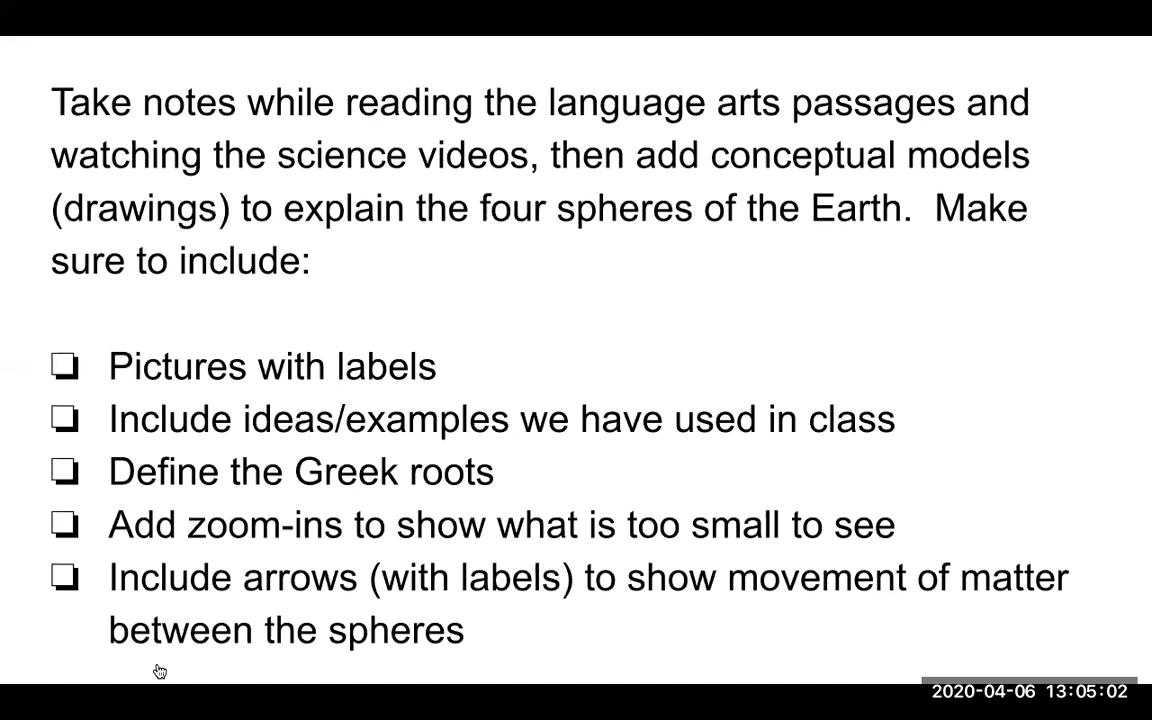 Take notes while reading the language arts passages and
watching the science videos, then add conceptual models
(drawings) to explain the four spheres of the Earth.  Make
sure to include:
❏ Pictures with labels
❏ Include ideas/examples we have used in class
❏ Define the Greek roots
❏ Add zoom-ins to show what is too small to see
❏ Include arrows (with labels) to show movement of matter
between the spheres
2020-04-06 13:05:02